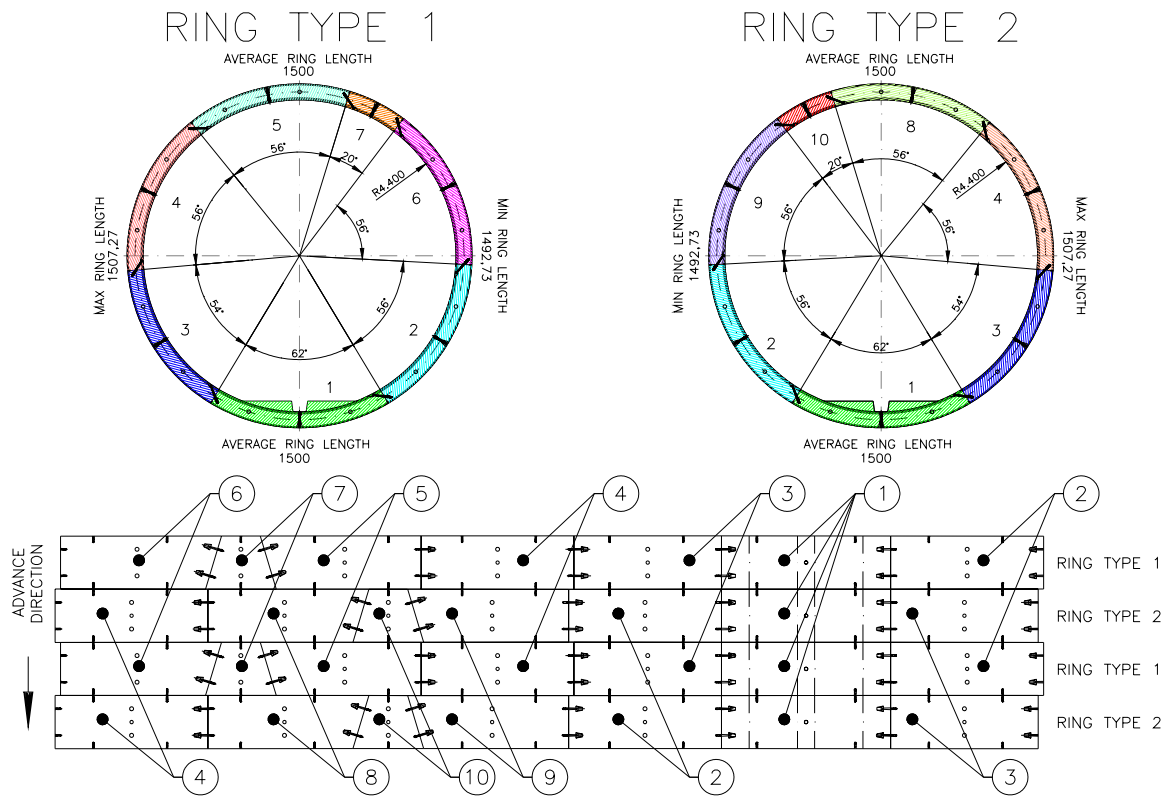 RING TYPE 1
AVERAGE RING LENGTH
1500
5
7
56°
20°
R4.400
4
6
56°
56°
MAX RING LENGTH
1507,27
MIN RING LENGTH
1492,73
54°
56°
3
2
62°
1
AVERAGE RING LENGTH
1500
RING TYPE 2
AVERAGE RING LENGTH
1500
8
10
20°
56°
R4.400
9
4
56°
56°
MIN RING LENGTH
1492,73
MAX RING LENGTH
1507,27
56°
54°
2
3
62°
1
AVERAGE RING LENGTH
1500
6
7
5
4
3
1
2
ADVANCE
DIRECTION
RING TYPE 1
RING TYPE 2
RING TYPE 1
RING TYPE 2
4
8
10
9
2
1
3